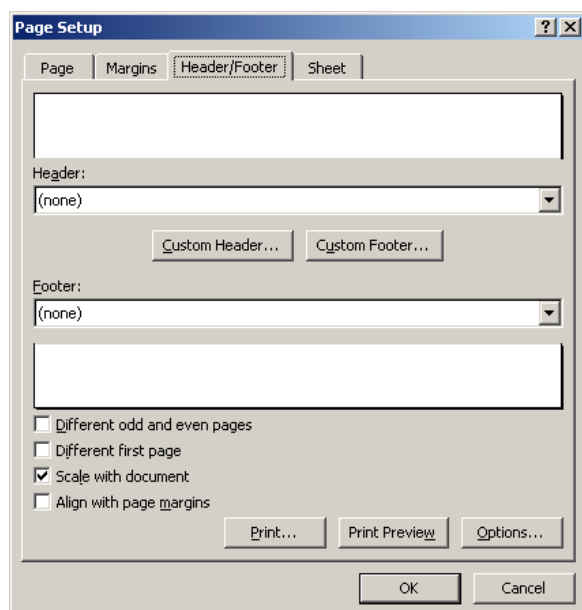 Page Setup
Page Margins Header/Footer Sheet
Header:
(none)
Custom Header... Custom Footer...
Footer:
(none)
Different odd and even pages
Different first page
Scale with document
Align with page margins
Print... Print Preview Options...
OK Cancel